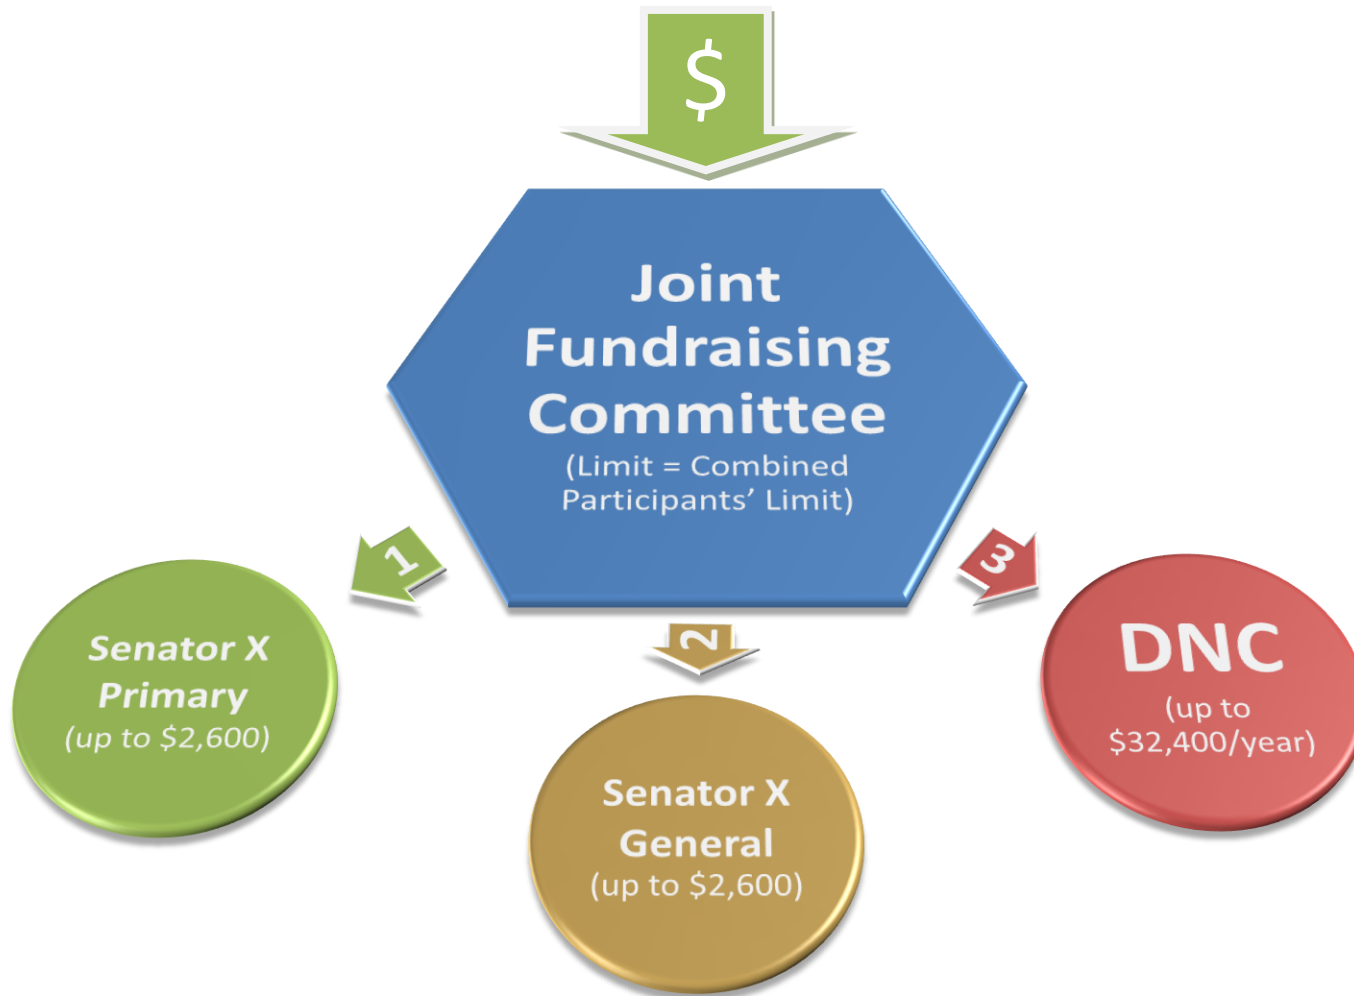 $
Joint
Fundraising
Committee
(Limit = Combined
Participants’ Limit)
1
2
3
Senator X
Primary
(up to $2,600)
Senator X
General
(up to $2,600)
DNC
(up to
$32,400/year)